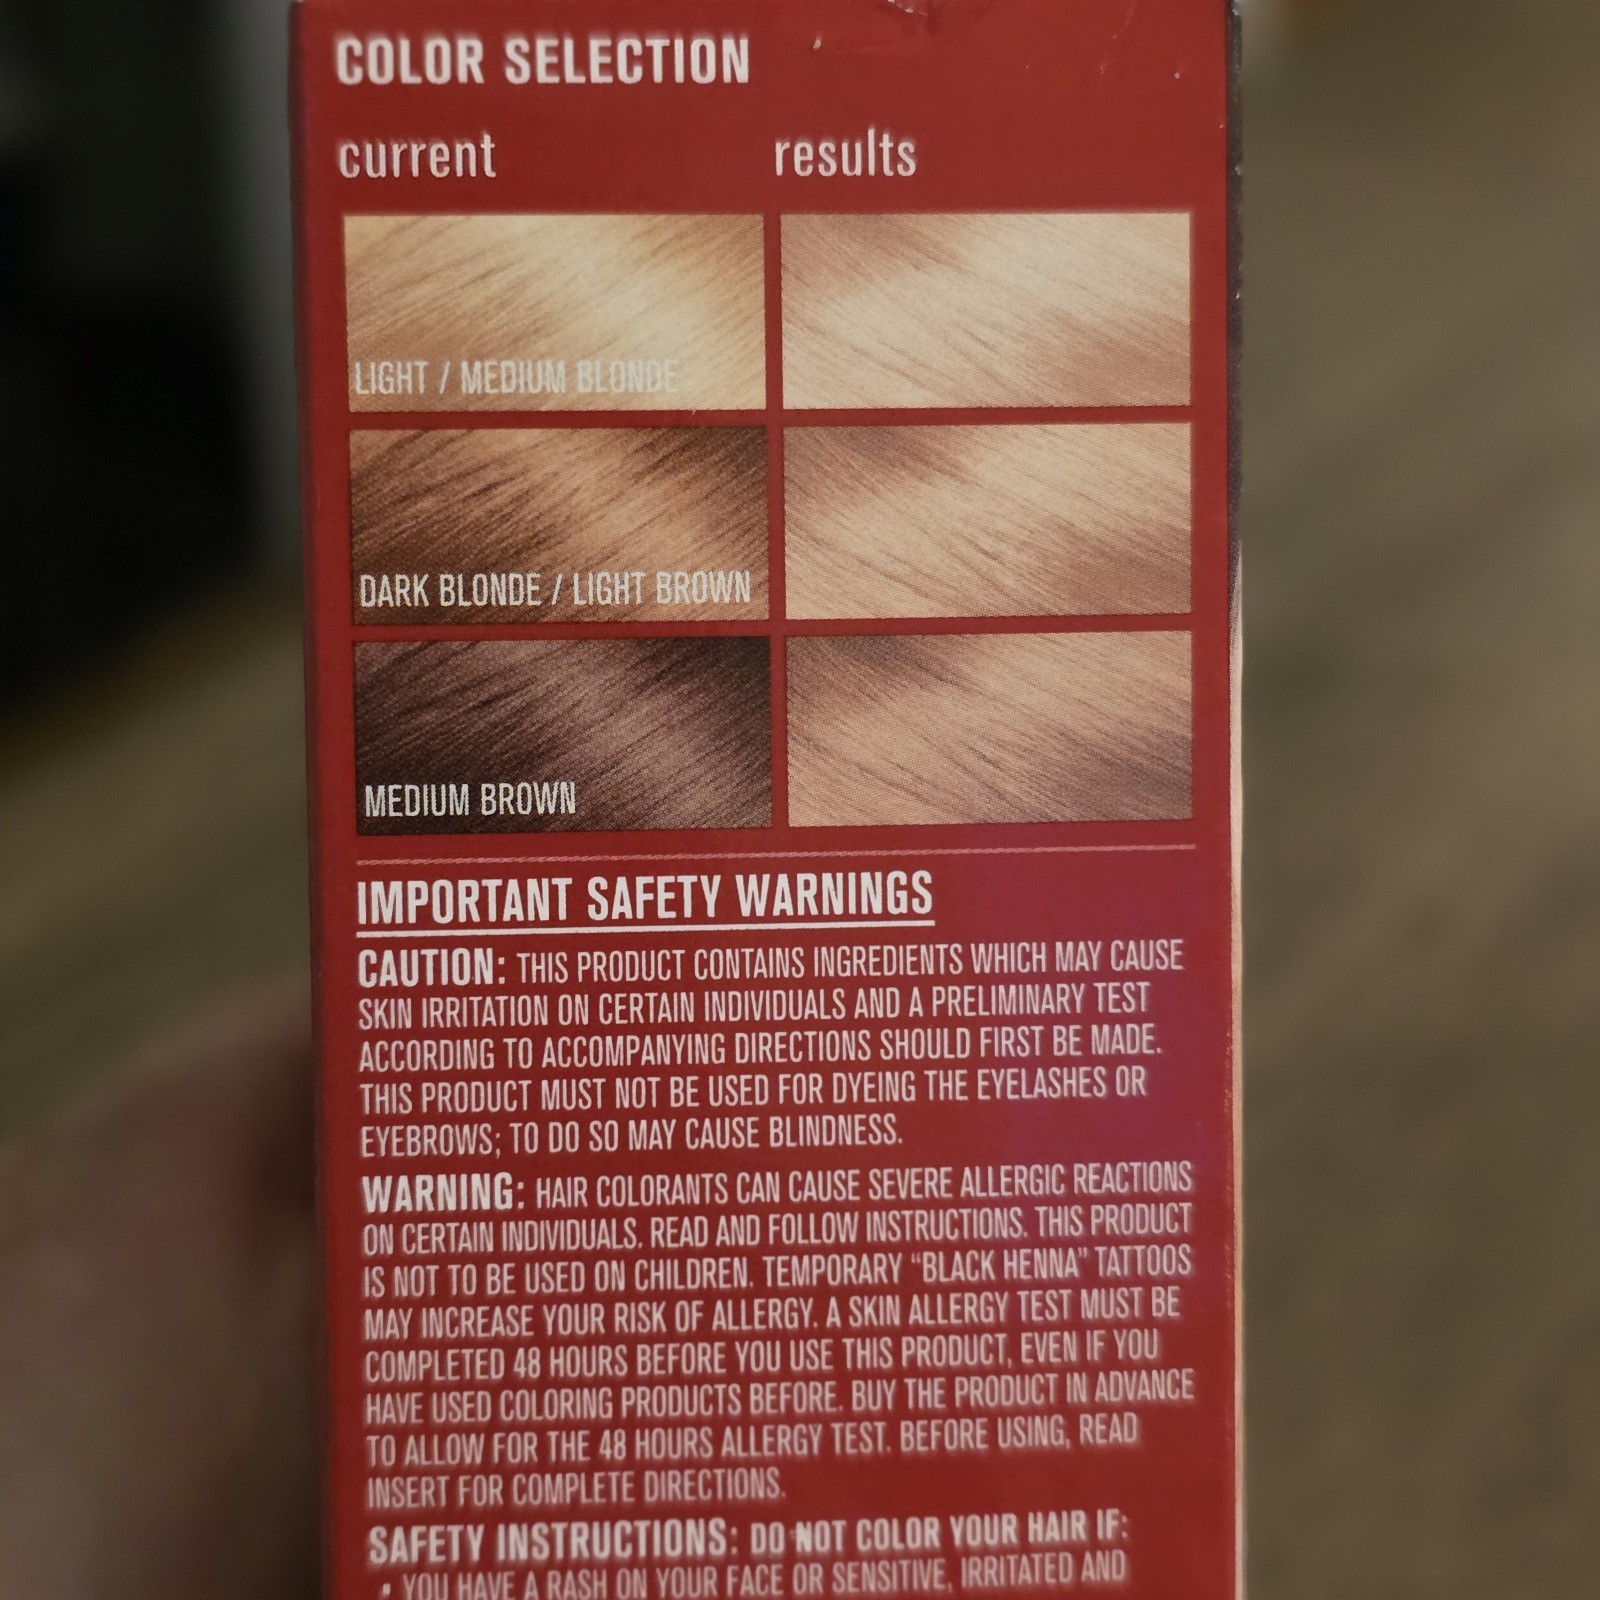 COLOR SELECTION
current results
LIGHT / MEDIUM BLONDE
DARK BLONDE / LIGHT BROWN
MEDIUM BROWN
IMPORTANT SAFETY WARNINGS
CAUTION: THIS PRODUCT CONTAINS INGREDIENTS WHICH MAY CAUSE
SKIN IRRITATION ON CERTAIN INDIVIDUALS AND A PRELIMINARY TEST
ACCORDING TO ACCOMPANYING DIRECTIONS SHOULD FIRST BE MADE.
THIS PRODUCT MUST NOT BE USED FOR DYEING THE EYELASHES OR
EYEBROWS; TO DO SO MAY CAUSE BLINDNESS.
WARNING: HAIR COLORANTS CAN CAUSE SEVERE ALLERGIC REACTIONS
ON CERTAIN INDIVIDUALS. READ AND FOLLOW INSTRUCTIONS. THIS PRODUCT
IS NOT TO BE USED ON CHILDREN. TEMPORARY “BLACK HENNA” TATTOOS
MAY INCREASE YOUR RISK OF ALLERGY. A SKIN ALLERGY TEST MUST BE
COMPLETED 48 HOURS BEFORE YOU USE THIS PRODUCT, EVEN IF YOU
HAVE USED COLORING PRODUCTS BEFORE. BUY THE PRODUCT IN ADVANCE
TO ALLOW FOR THE 48 HOURS ALLERGY TEST. BEFORE USING, READ
INSERT FOR COMPLETE DIRECTIONS.
SAFETY INSTRUCTIONS: DO NOT COLOR YOUR HAIR IF:
• YOU HAVE A RASH ON YOUR FACE OR SENSITIVE, IRRITATED AND